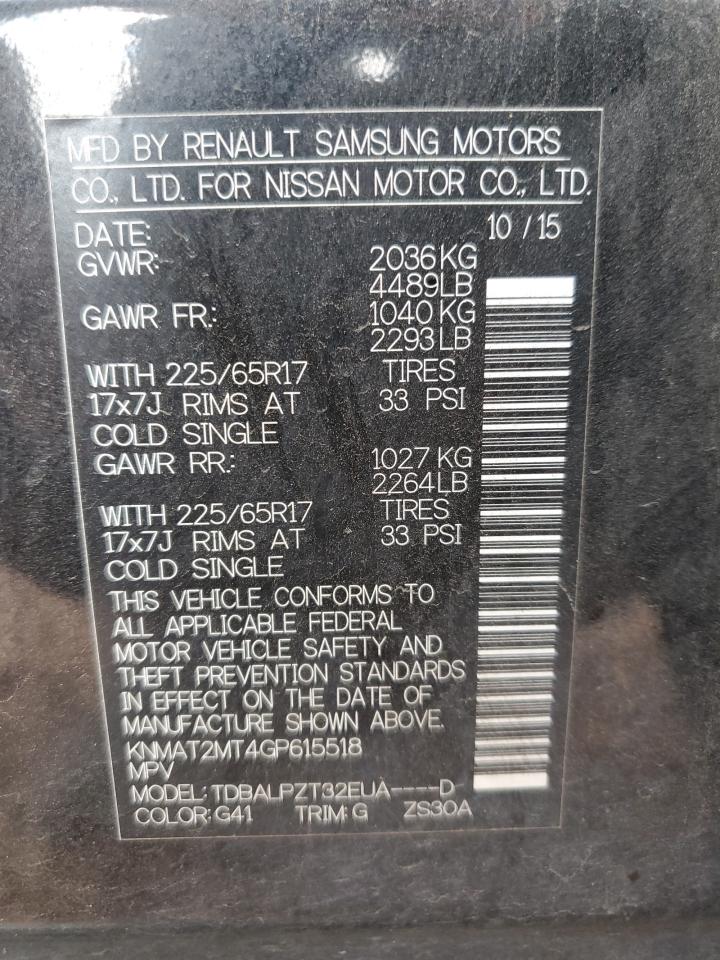 MFD BY RENAULT SAMSUNG MOTORS
CO., LTD. FOR NISSAN MOTOR CO., LTD.
DATE: 10 / 15
GVWR: 2036 KG
4489LB
GAWR FR.: 1040 KG
2293 LB
WITH 225/65R17 TIRES
17x7J RIMS AT 33 PSI
COLD SINGLE
GAWR RR.: 1027 KG
2264LB
WITH 225/65R17 TIRES
17x7J RIMS AT 33 PSI
COLD SINGLE
THIS VEHICLE CONFORMS TO
ALL APPLICABLE FEDERAL
MOTOR VEHICLE SAFETY AND
THEFT PREVENTION STANDARDS
IN EFFECT ON THE DATE OF
MANUFACTURE SHOWN ABOVE.
KNMAT2MT4GP615518
MPV
MODEL: TDBALPZT32EUA----D
COLOR: G41 TRIM: G ZS30A